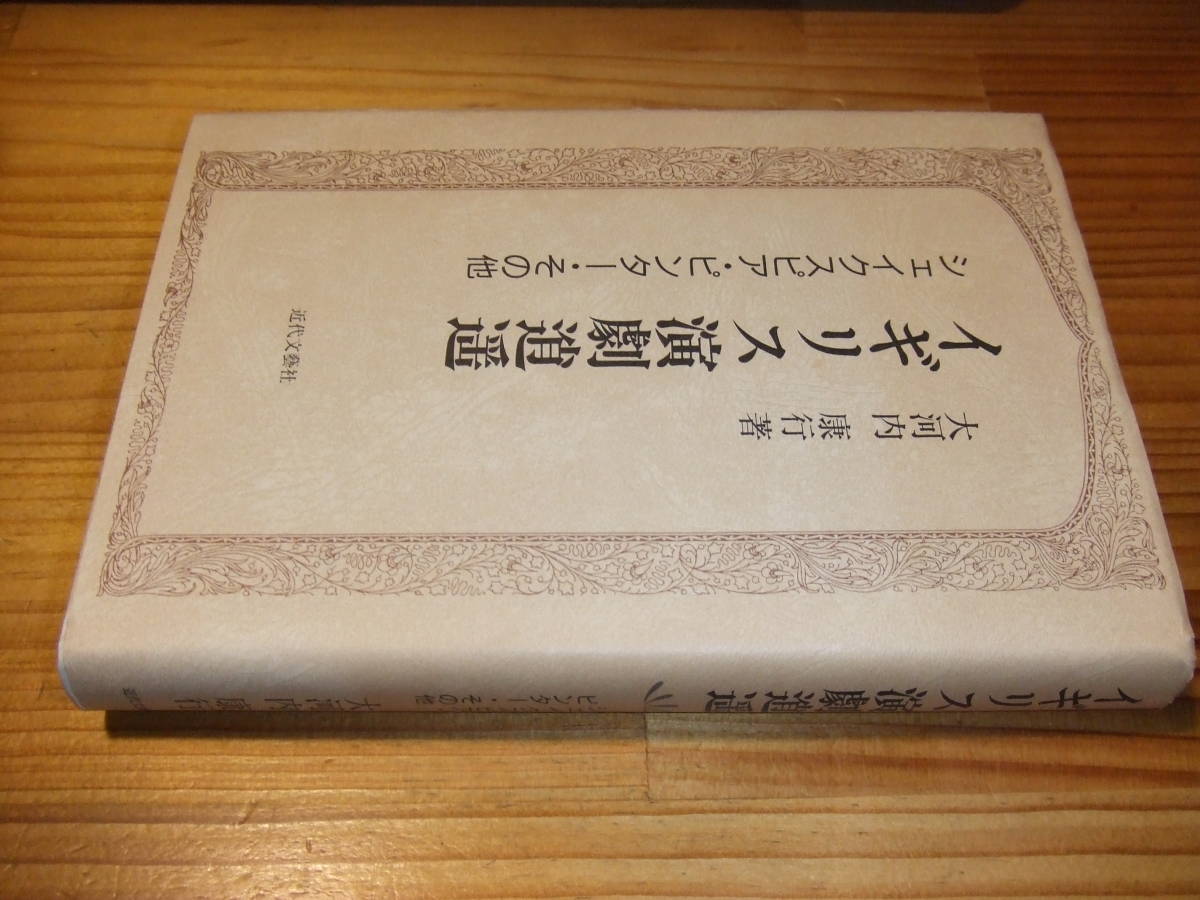 シェイクスピア・ピンター・その他
イギリス演劇逍遥
大河内 康行 著
近代文藝社
イギリス演劇逍遥
ピンター・その他
大河内康行